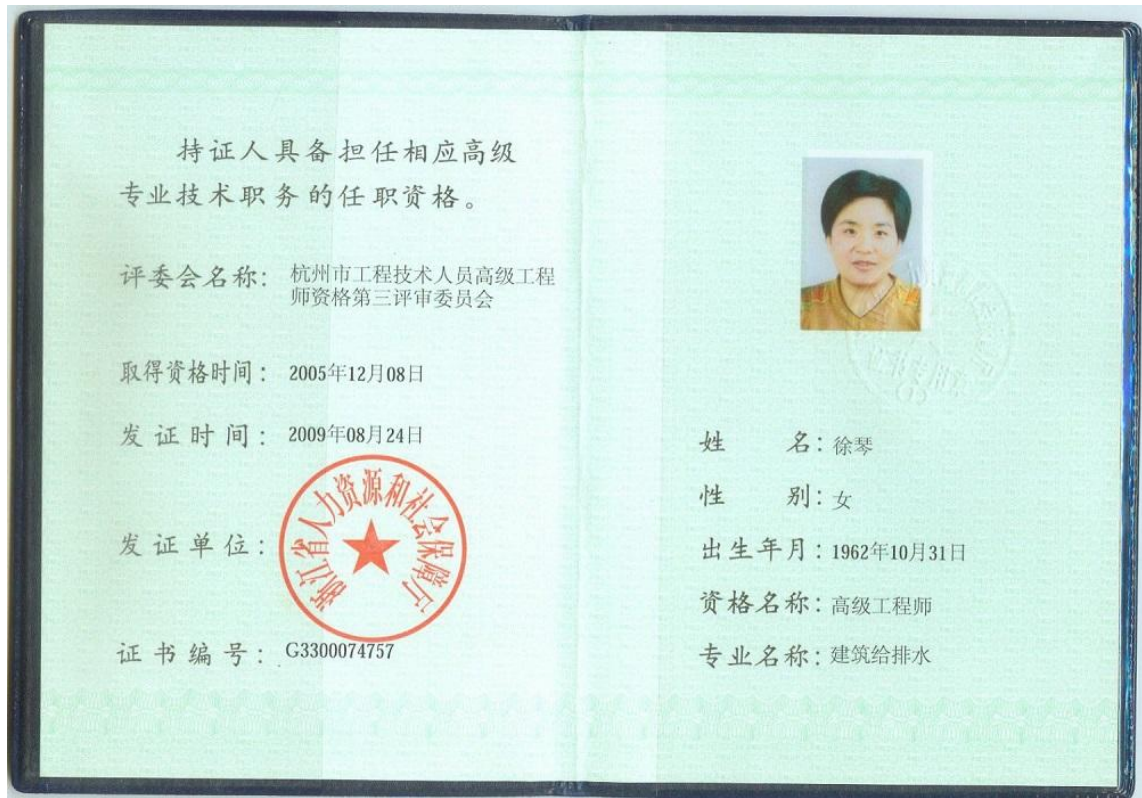 持证人具备担任相应高级
专业技术职务的任职资格。
评委会名称： 杭州市工程技术人员高级工程
师资格第三评审委员会
取得资格时间： 2005年12月08日
发证时间： 2009年08月24日
发证单位：
浙江省人力资源和社会保障厅
证书编号： G3300074757
姓名：徐琴
性别：女
出生年月：1962年10月31日
资格名称：高级工程师
专业名称：建筑给排水